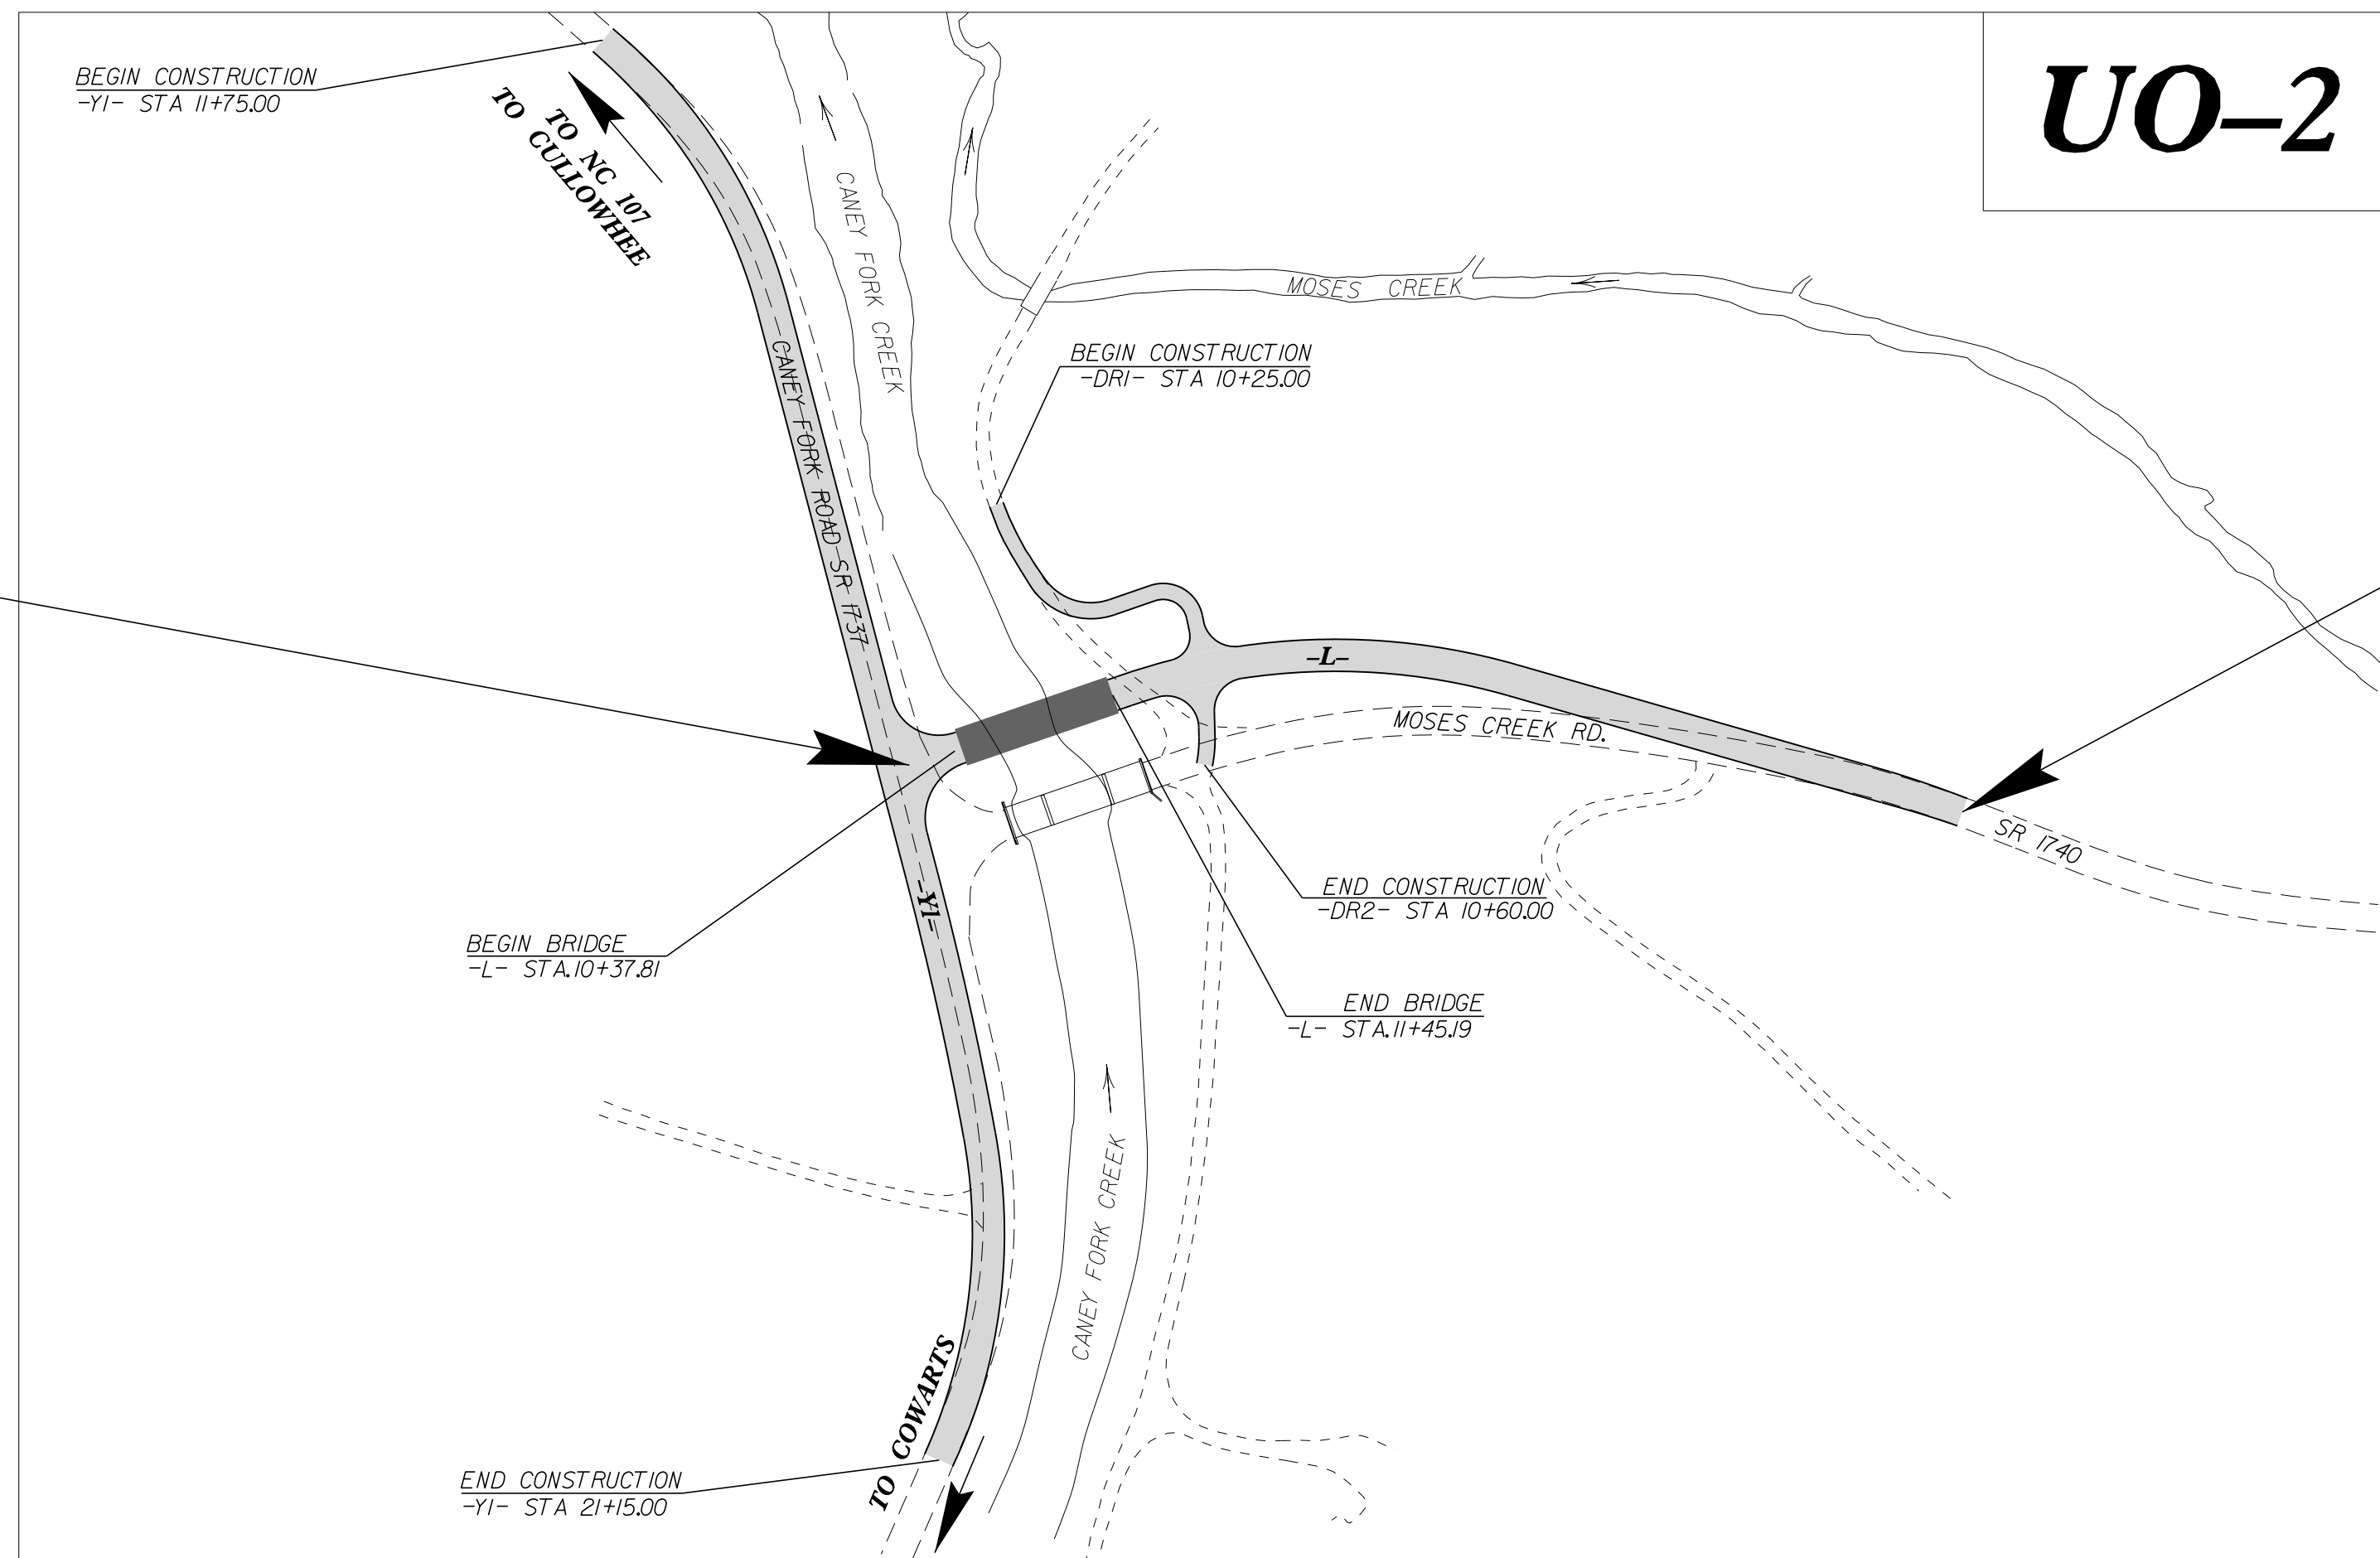 BEGIN CONSTRUCTION
-Y1- STA 11+75.00
TO NC 107
TO CULLOWHEE
UO-2
CANEY FORK CREEK
MOSES CREEK
BEGIN CONSTRUCTION
-DR1- STA 10+25.00
CANEY FORK ROAD SR 1737
-L-
MOSES CREEK RD.
SR 1740
-Y1-
END CONSTRUCTION
-DR2- STA 10+60.00
BEGIN BRIDGE
-L- STA.10+37.81
END BRIDGE
-L- STA.11+45.19
CANEY FORK CREEK
TO COWARTS
END CONSTRUCTION
-Y1- STA 21+15.00